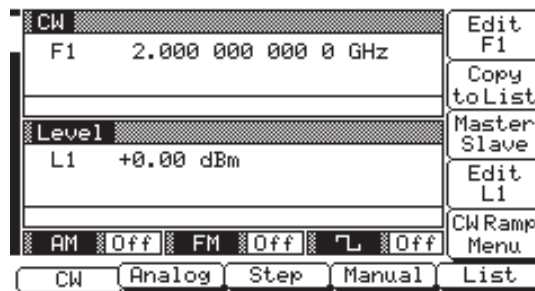 CW
F1 2.000 000 000 0 GHz
Level
L1 +0.00 dBm
AM Off FM Off Off
Edit F1
Copy to List
Master Slave
Edit L1
CW Ramp Menu
CW Analog Step Manual List